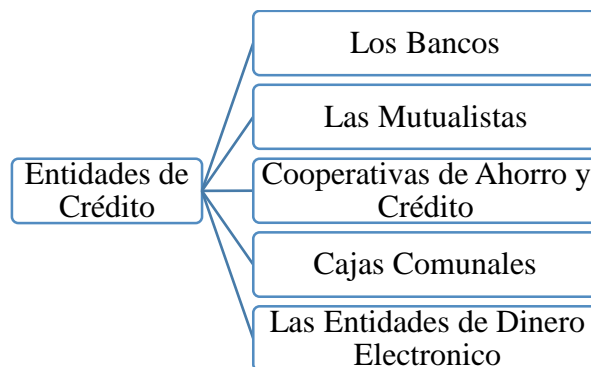 Los Bancos
Las Mutualistas
Entidades de
Crédito
Cooperativas de Ahorro y
Crédito
Cajas Comunales
Las Entidades de Dinero
Electronico